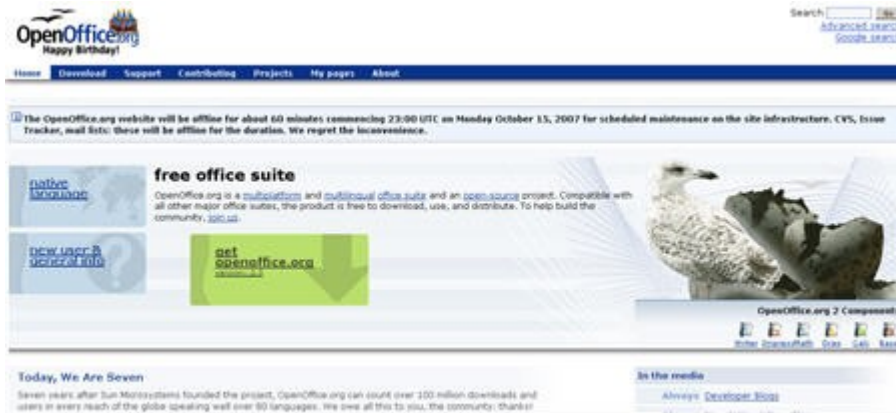 OpenOffice.org
Happy Birthday!
Search
Go
Advanced search
Google search
Home Download Support Contributing Projects My pages About
The OpenOffice.org website will be offline for about 60 minutes commencing 23:00 UTC on Monday October 15, 2007 for scheduled maintenance on the site infrastructure. CVS, Issue
Tracker, mail lists: these will be offline for the duration. We regret the inconvenience.
native
language
free office suite
OpenOffice.org is a multiplatform and multilingual office suite and an open-source project. Compatible with
all other major office suites, the product is free to download, use, and distribute. To help build the
community, join us.
new user &
general info
get
openoffice.org
OpenOffice.org 2 Components
Writer Impress Math Draw Calc Base
Today, We Are Seven
Seven years after Sun Microsystems founded the project, OpenOffice.org can count over 100 million downloads and
users in every reach of the globe speaking well over 80 languages. We owe all this to you, the community: thanks!
In the media
Always Developer Blogs